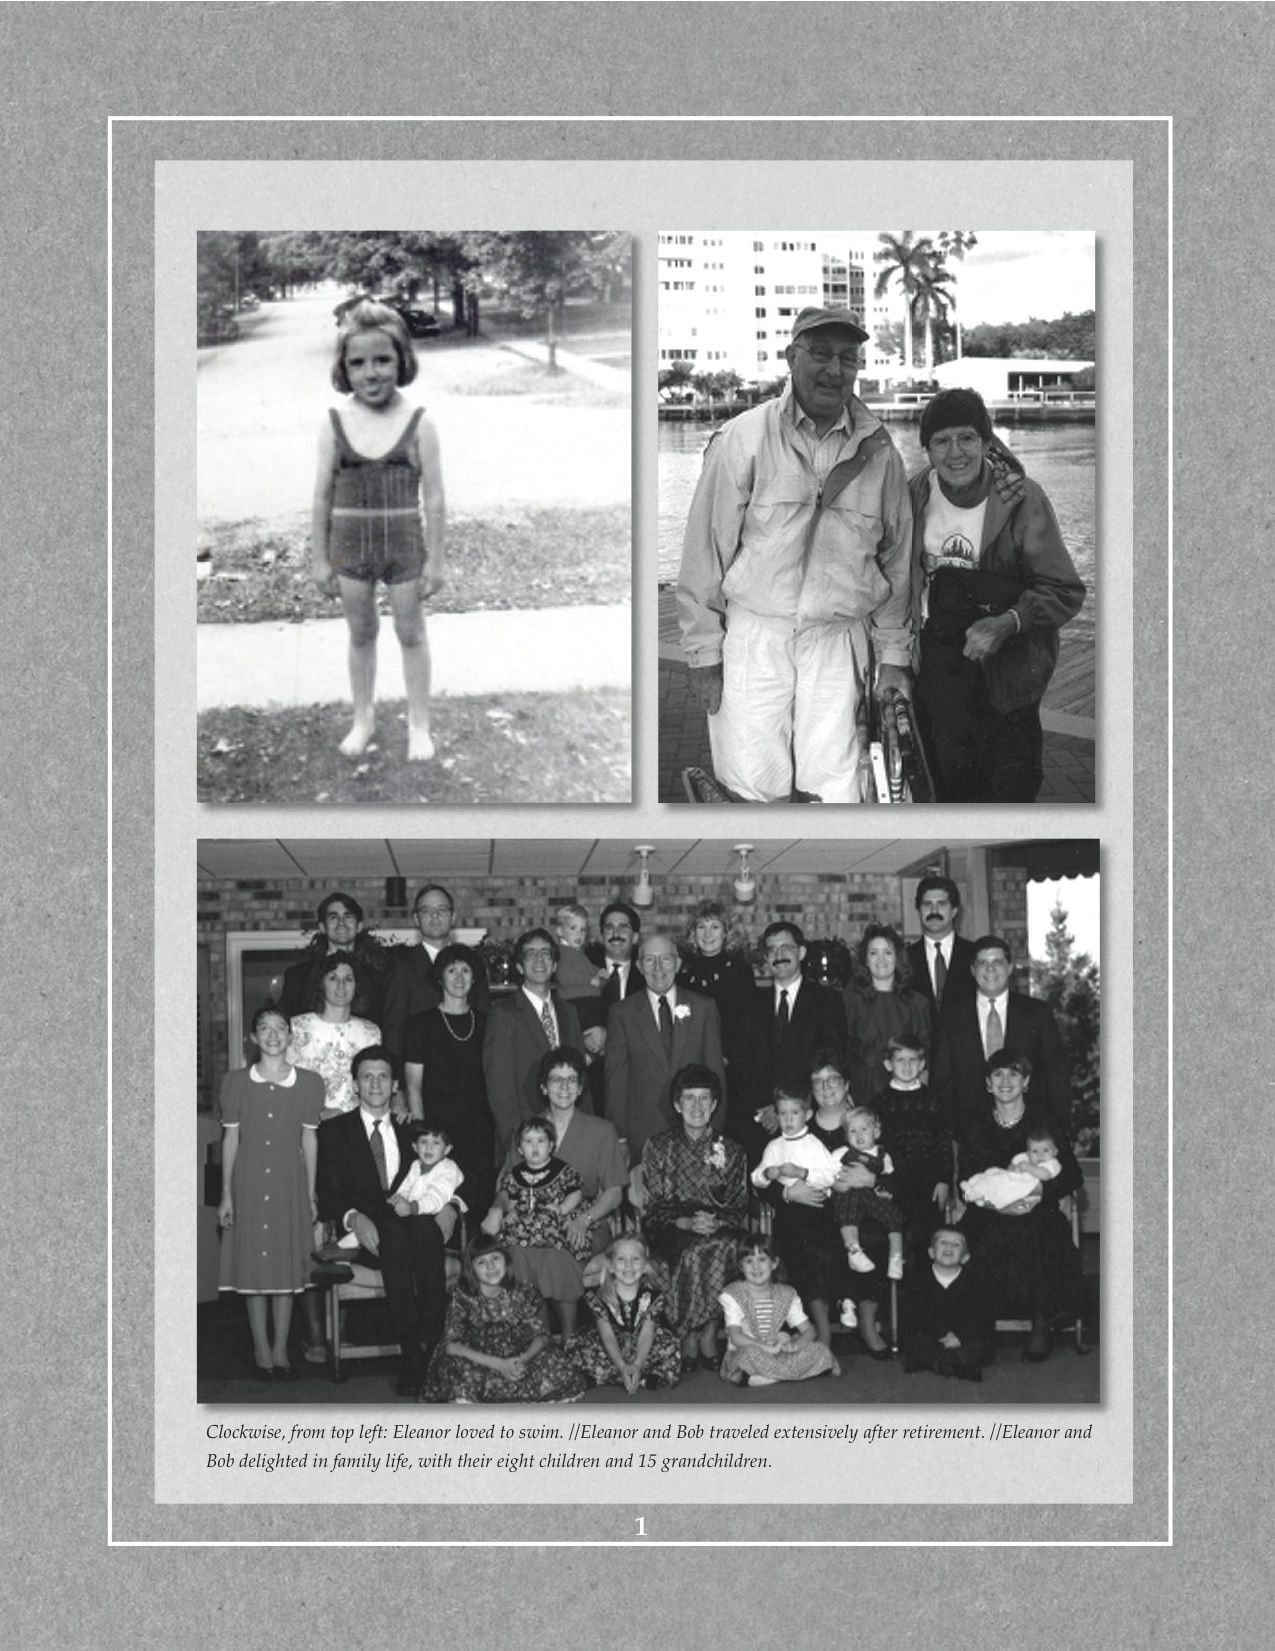 Clockwise, from top left: Eleanor loved to swim. //Eleanor and Bob traveled extensively after retirement. //Eleanor and
Bob delighted in family life, with their eight children and 15 grandchildren.
1